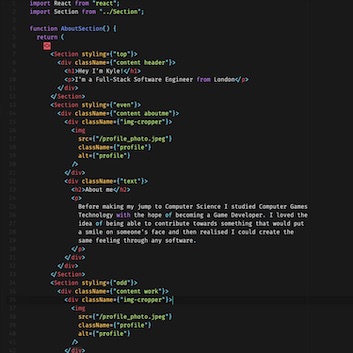 import React from "react";
import Section from "../Section";
function AboutSection() {
return (
<>
<Section styling={"top"}>
<div className={"content header"}>
<h1>Hey I'm Kyle!</h1>
<p>I'm a Full-Stack Software Engineer from London</p>
</div>
</Section>
<Section styling={"even"}>
<div className={"content aboutme"}>
<div className={"img-cropper"}>
<img
src={"/profile_photo.jpeg"}
className={"profile"}
alt={"profile"}
/>
</div>
<div className={"text"}>
<h2>About me</h2>
<p>
Before making my jump to Computer Science I studied Computer Games
Technology with the hope of becoming a Game Developer. I loved the
idea of being able to contribute towards something that would put
a smile on someone's face and then realised I could create the
same feeling through any software.
</p>
</div>
</div>
</Section>
<Section styling={"odd"}>
<div className={"content work"}>
<div className={"img-cropper"}>
<img
src={"/profile_photo.jpeg"}
className={"profile"}
alt={"profile"}
/>
</div>